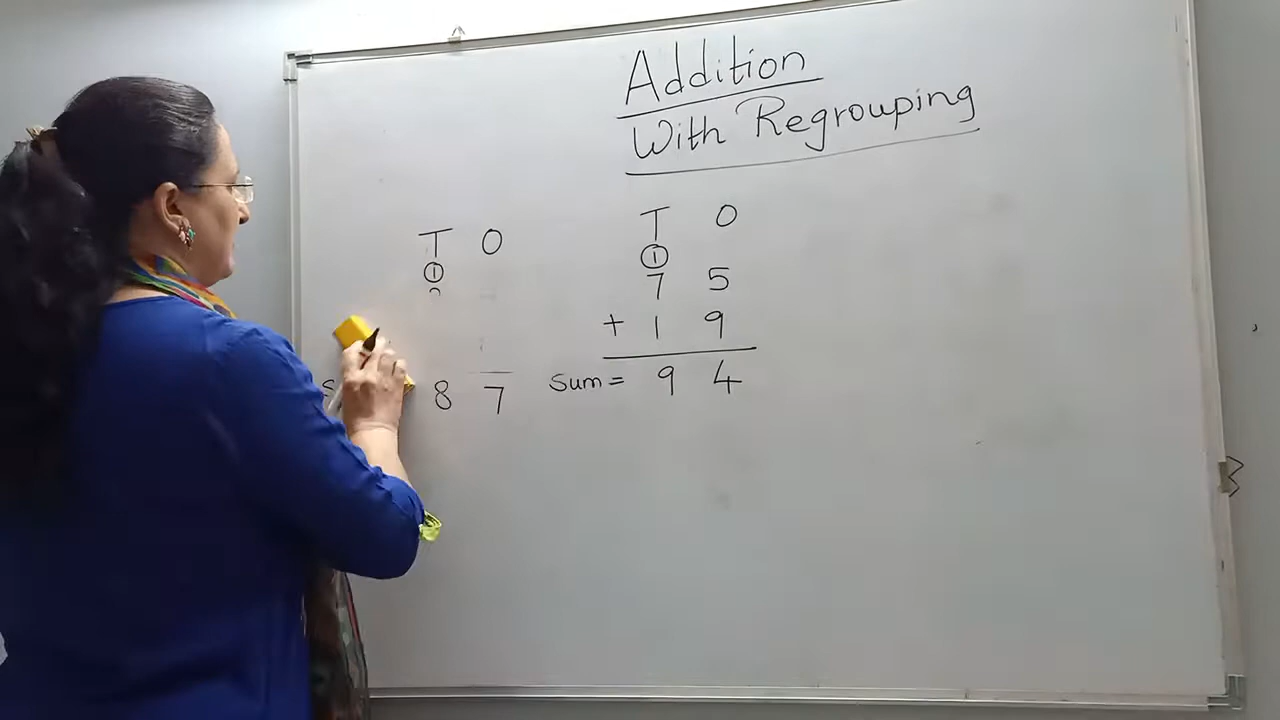 Addition
With Regrouping
T O
1
8 7
T O
1
7 5
+ 1 9
Sum = 9 4